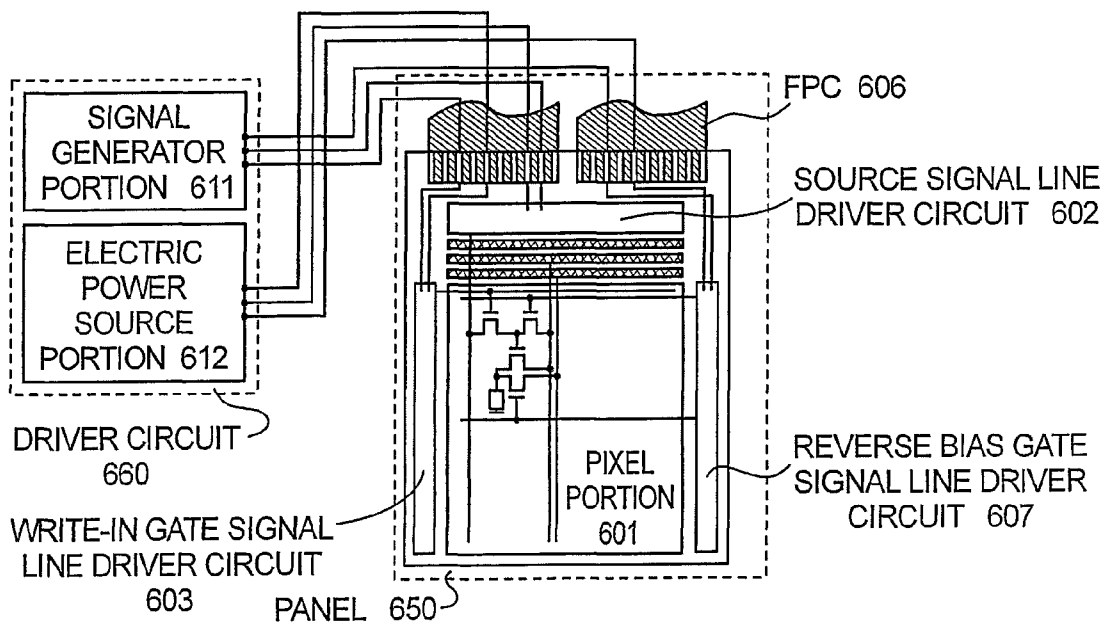 SIGNAL
GENERATOR
PORTION 611
ELECTRIC
POWER
SOURCE
PORTION 612
DRIVER CIRCUIT
660
WRITE-IN GATE SIGNAL
LINE DRIVER CIRCUIT
603
PANEL 650
FPC 606
SOURCE SIGNAL LINE
DRIVER CIRCUIT 602
PIXEL
PORTION
601
REVERSE BIAS GATE
SIGNAL LINE DRIVER
CIRCUIT 607